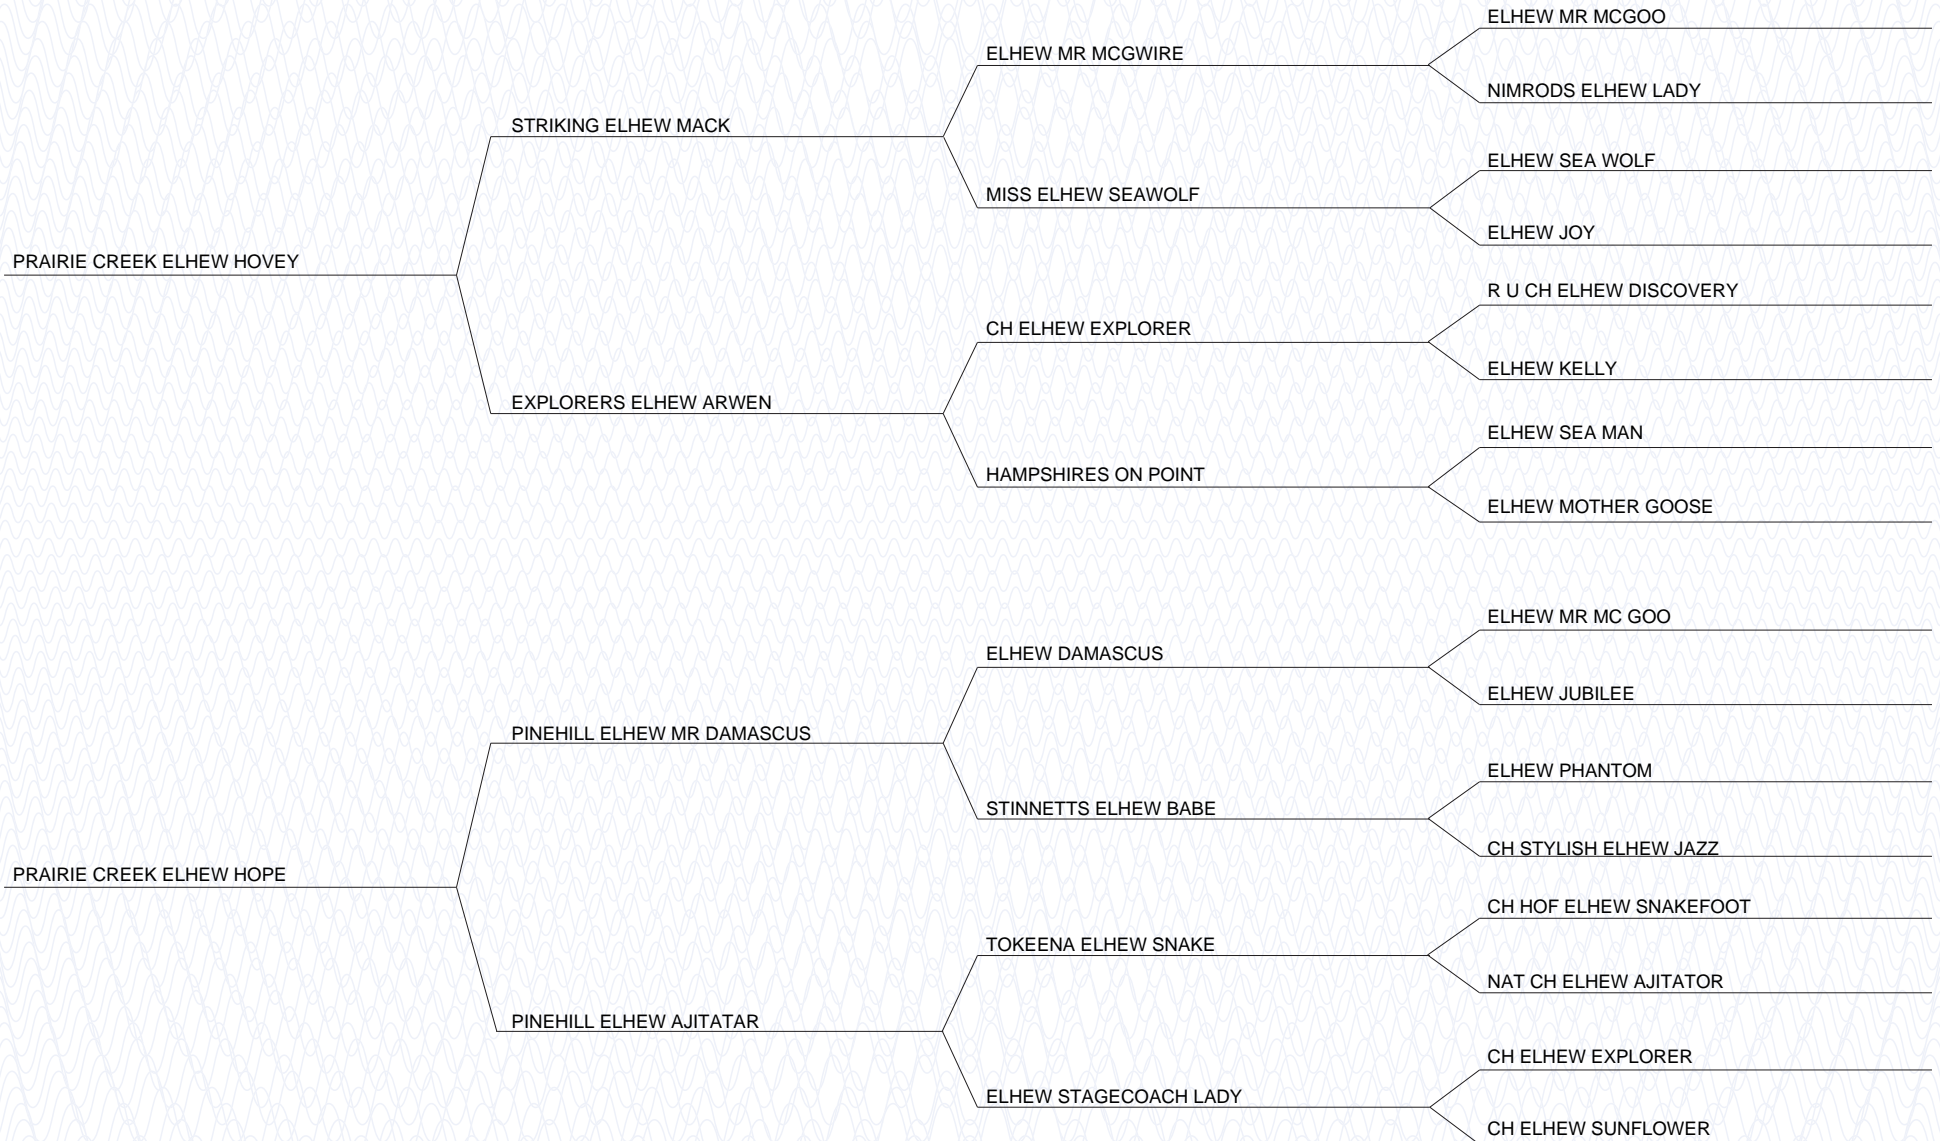 ELHEW MR MCGOO
ELHEW MR MCGWIRE
NIMRODS ELHEW LADY
STRIKING ELHEW MACK
ELHEW SEA WOLF
MISS ELHEW SEAWOLF
ELHEW JOY
PRAIRIE CREEK ELHEW HOVEY
R U CH ELHEW DISCOVERY
CH ELHEW EXPLORER
ELHEW KELLY
EXPLORERS ELHEW ARWEN
ELHEW SEA MAN
HAMPSHIRES ON POINT
ELHEW MOTHER GOOSE
ELHEW MR MC GOO
ELHEW DAMASCUS
ELHEW JUBILEE
PINEHILL ELHEW MR DAMASCUS
ELHEW PHANTOM
STINNETTS ELHEW BABE
CH STYLISH ELHEW JAZZ
PRAIRIE CREEK ELHEW HOPE
CH HOF ELHEW SNAKEFOOT
TOKEENA ELHEW SNAKE
NAT CH ELHEW AJITATOR
PINEHILL ELHEW AJITATAR
CH ELHEW EXPLORER
ELHEW STAGECOACH LADY
CH ELHEW SUNFLOWER